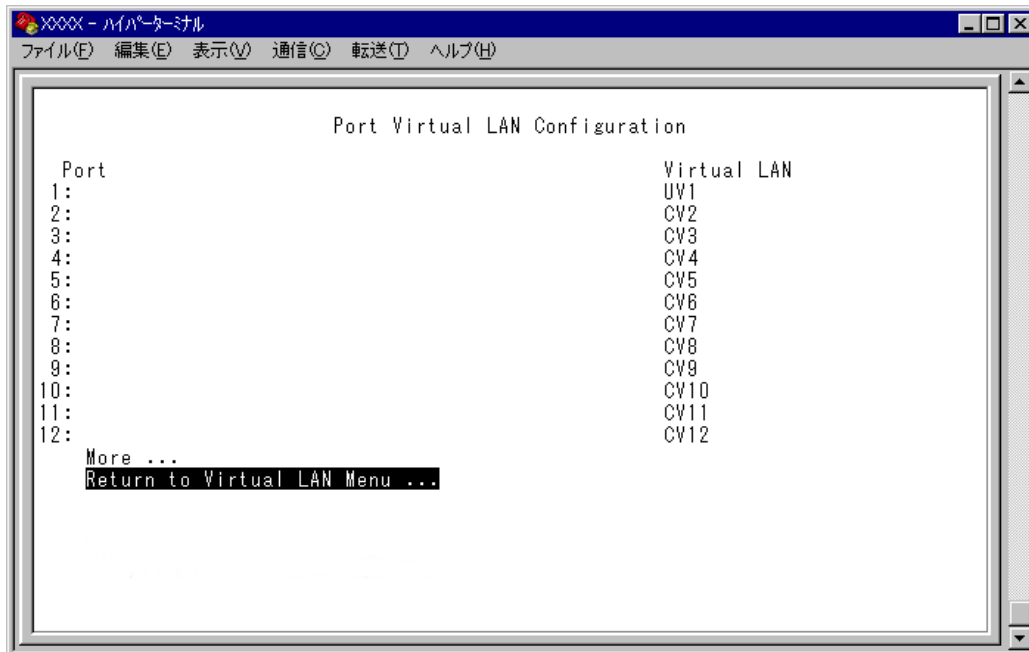 XXXX - ハイパーターミナル
ファイル(F) 編集(E) 表示(V) 通信(C) 転送(T) ヘルプ(H)
Port Virtual LAN Configuration
Port Virtual LAN
1: UV1
2: CV2
3: CV3
4: CV4
5: CV5
6: CV6
7: CV7
8: CV8
9: CV9
10: CV10
11: CV11
12: CV12
More ...
Return to Virtual LAN Menu ...